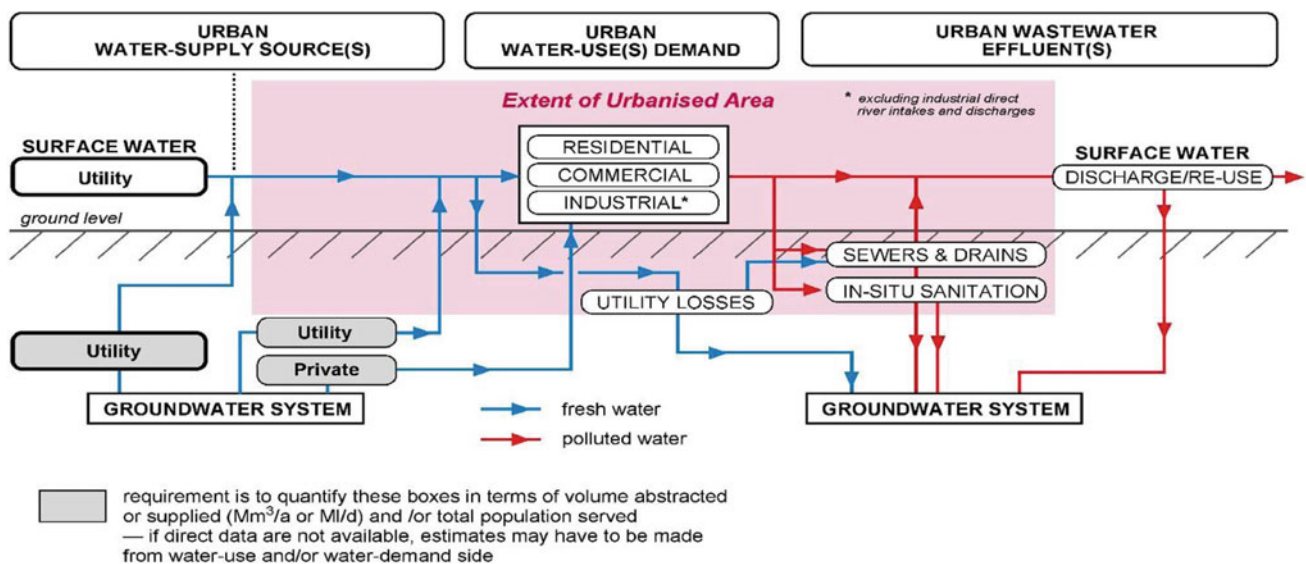 URBAN
WATER-SUPPLY SOURCE(S)
URBAN
WATER-USE(S) DEMAND
URBAN WASTEWATER
EFFLUENT(S)
Extent of Urbanised Area
* excluding industrial direct
river intakes and discharges
SURFACE WATER
Utility
RESIDENTIAL
COMMERCIAL
INDUSTRIAL*
SURFACE WATER
DISCHARGE/RE-USE
ground level
SEWERS & DRAINS
UTILITY LOSSES
IN-SITU SANITATION
Utility
Utility
Private
GROUNDWATER SYSTEM
GROUNDWATER SYSTEM
fresh water
polluted water
requirement is to quantify these boxes in terms of volume abstracted
or supplied (Mm³/a or Ml/d) and /or total population served
— if direct data are not available, estimates may have to be made
from water-use and/or water-demand side